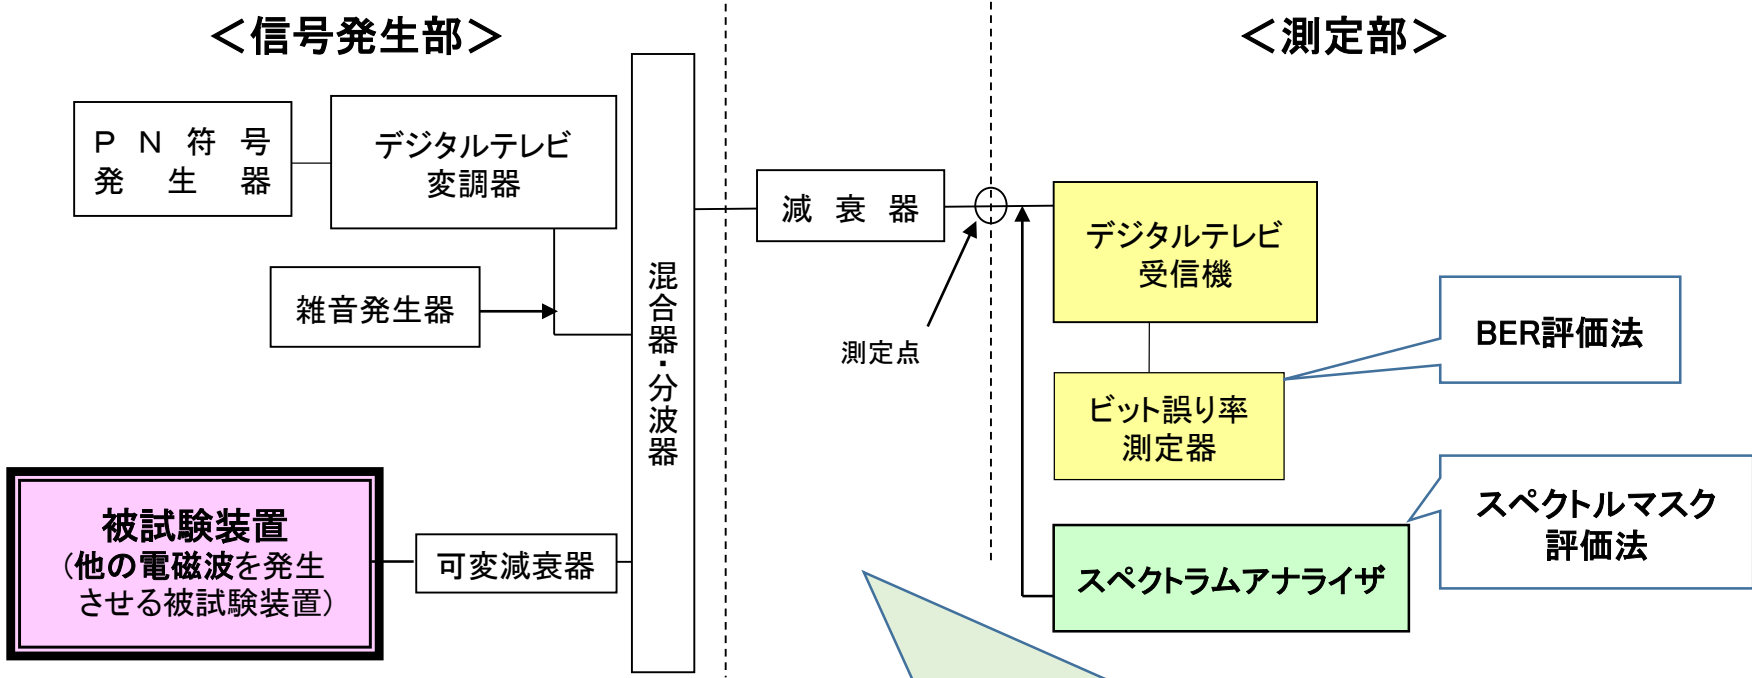 ＜信号発生部＞
＜測定部＞
ＰＮ符号
発生器
デジタルテレビ
変調器
雑音発生器
混合器・分波器
減衰器
測定点
デジタルテレビ
受信機
BER評価法
ビット誤り率
測定器
スペクトルマスク
評価法
スペクトラムアナライザ
被試験装置
（他の電磁波を発生
させる被試験装置）
可変減衰器